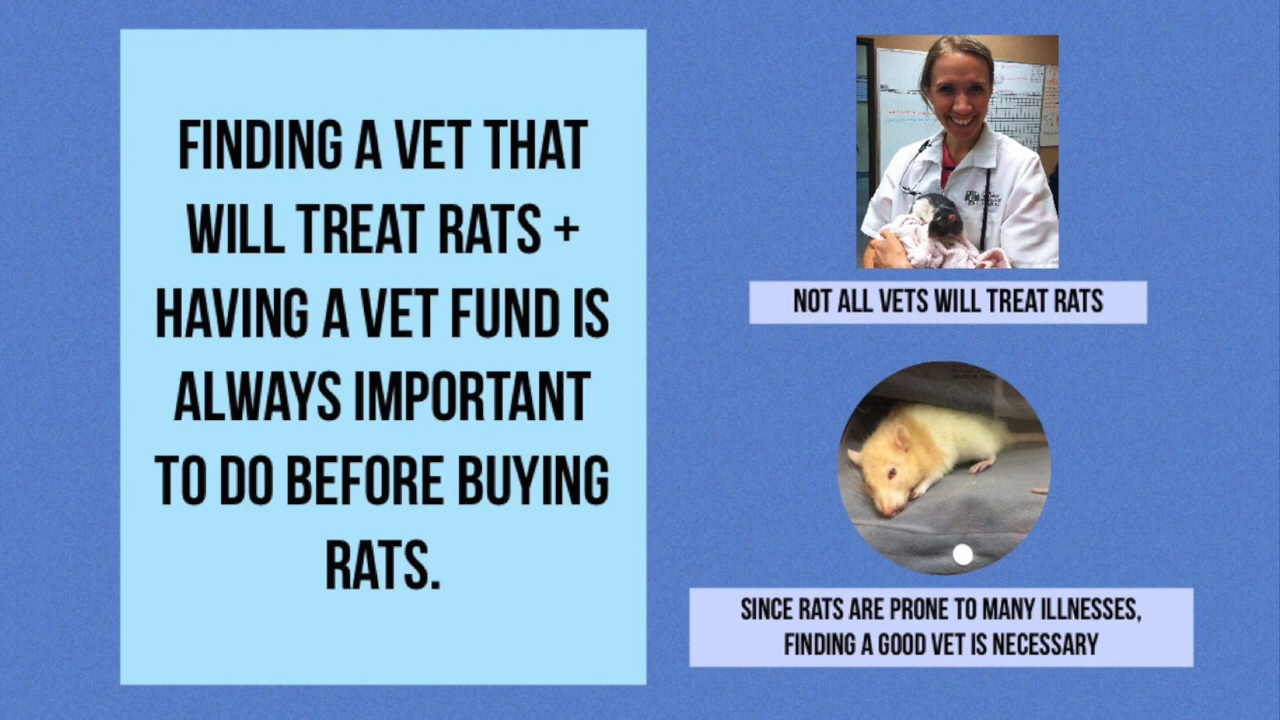 FINDING A VET THAT
WILL TREAT RATS +
HAVING A VET FUND IS
ALWAYS IMPORTANT
TO DO BEFORE BUYING
RATS.
NOT ALL VETS WILL TREAT RATS
SINCE RATS ARE PRONE TO MANY ILLNESSES,
FINDING A GOOD VET IS NECESSARY